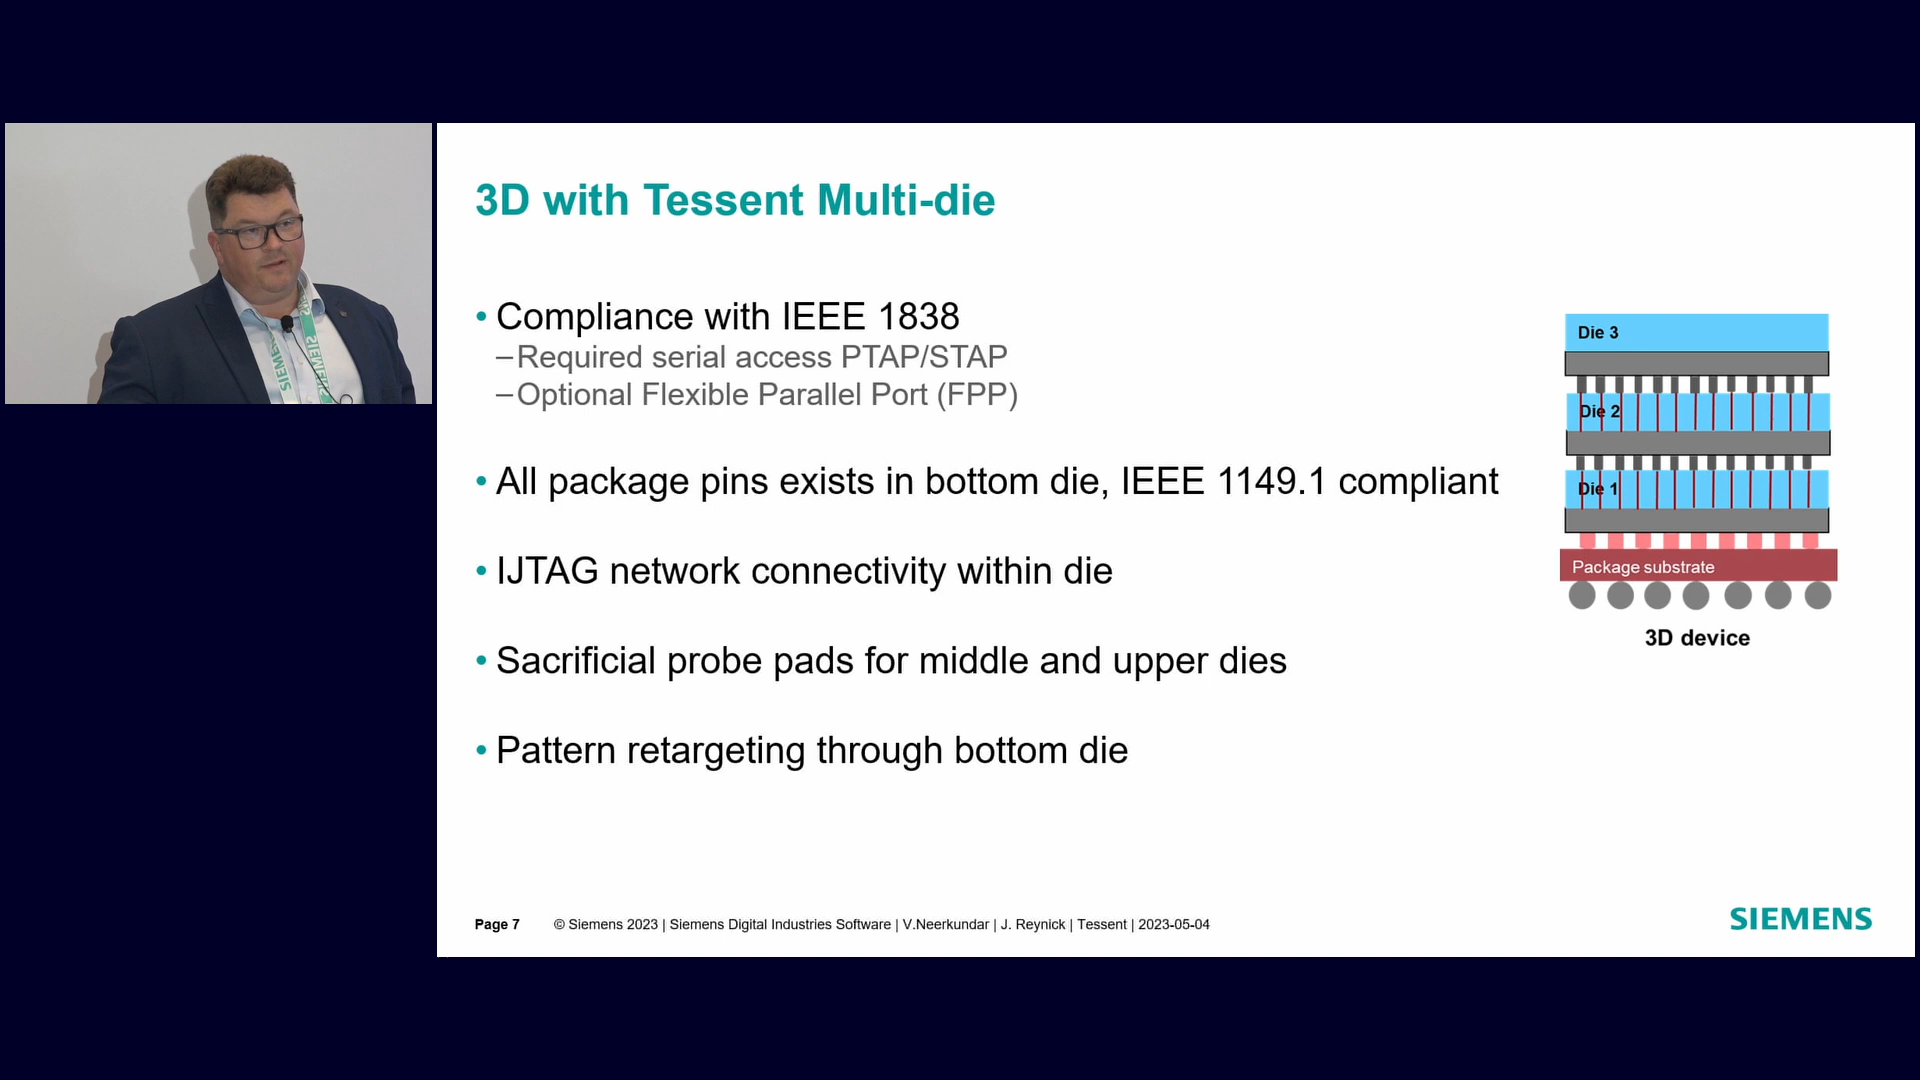 3D with Tessent Multi-die
• Compliance with IEEE 1838
–Required serial access PTAP/STAP
–Optional Flexible Parallel Port (FPP)
• All package pins exists in bottom die, IEEE 1149.1 compliant
• IJTAG network connectivity within die
• Sacrificial probe pads for middle and upper dies
• Pattern retargeting through bottom die
Die 3
Die 2
Die 1
Package substrate
3D device
Page 7 © Siemens 2023 | Siemens Digital Industries Software | V.Neerkundar | J. Reynick | Tessent | 2023-05-04
SIEMENS
SIEMENS